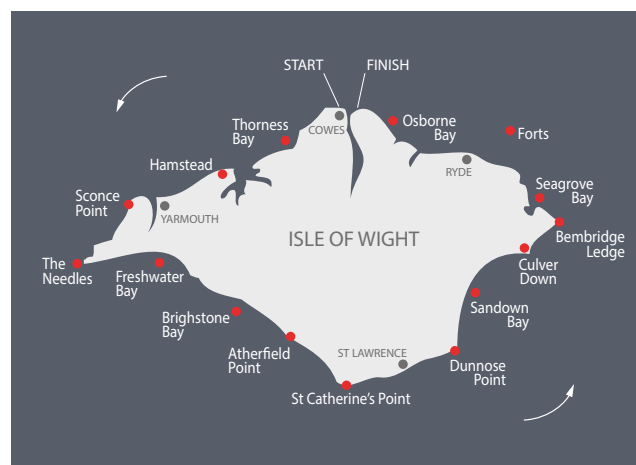 START
FINISH
COWES
Osborne
Bay
Forts
Thorness
Bay
Hamstead
RYDE
Seagrove
Bay
Sconce
Point
YARMOUTH
Bembridge
Ledge
ISLE OF WIGHT
The
Needles
Freshwater
Bay
Culver
Down
Brighstone
Bay
Sandown
Bay
Atherfield
Point
ST LAWRENCE
Dunnose
Point
St Catherine's Point